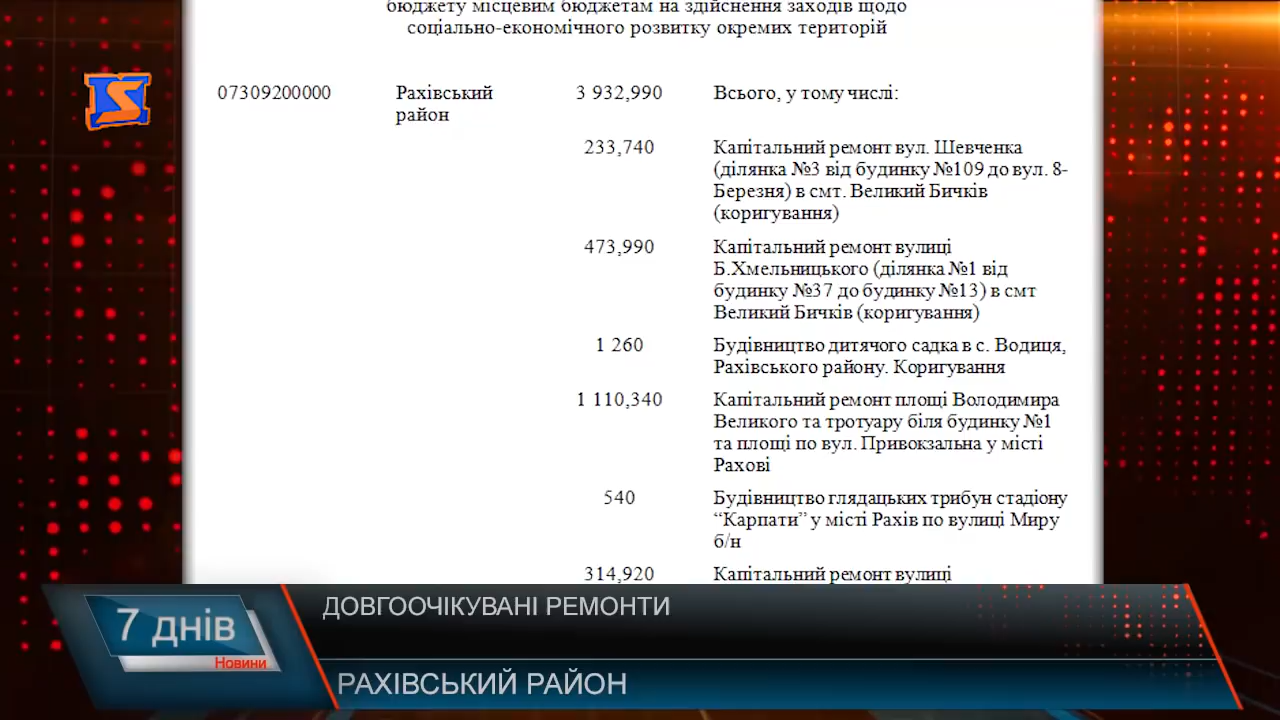 бюджету місцевим бюджетам на здійснення заходів щодо
соціально-економічного розвитку окремих територій
07309200000 Рахівський 3 932,990 Всього, у тому числі:
район
233,740 Капітальний ремонт вул. Шевченка
(ділянка №3 від будинку №109 до вул. 8-
Березня) в смт. Великий Бичків
(коригування)
473,990 Капітальний ремонт вулиці
Б.Хмельницького (ділянка №1 від
будинку №37 до будинку №13) в смт
Великий Бичків (коригування)
1 260 Будівництво дитячого садка в с. Водиця,
Рахівського району. Коригування
1 110,340 Капітальний ремонт площі Володимира
Великого та тротуару біля будинку №1
та площі по вул. Привокзальна у місті
Рахові
540 Будівництво глядацьких трибун стадіону
“Карпати” у місті Рахів по вулиці Миру
б/н
314,920 Капітальний ремонт вулиці
7 днів
Новини
ДОВГООЧІКУВАНІ РЕМОНТИ
РАХІВСЬКИЙ РАЙОН